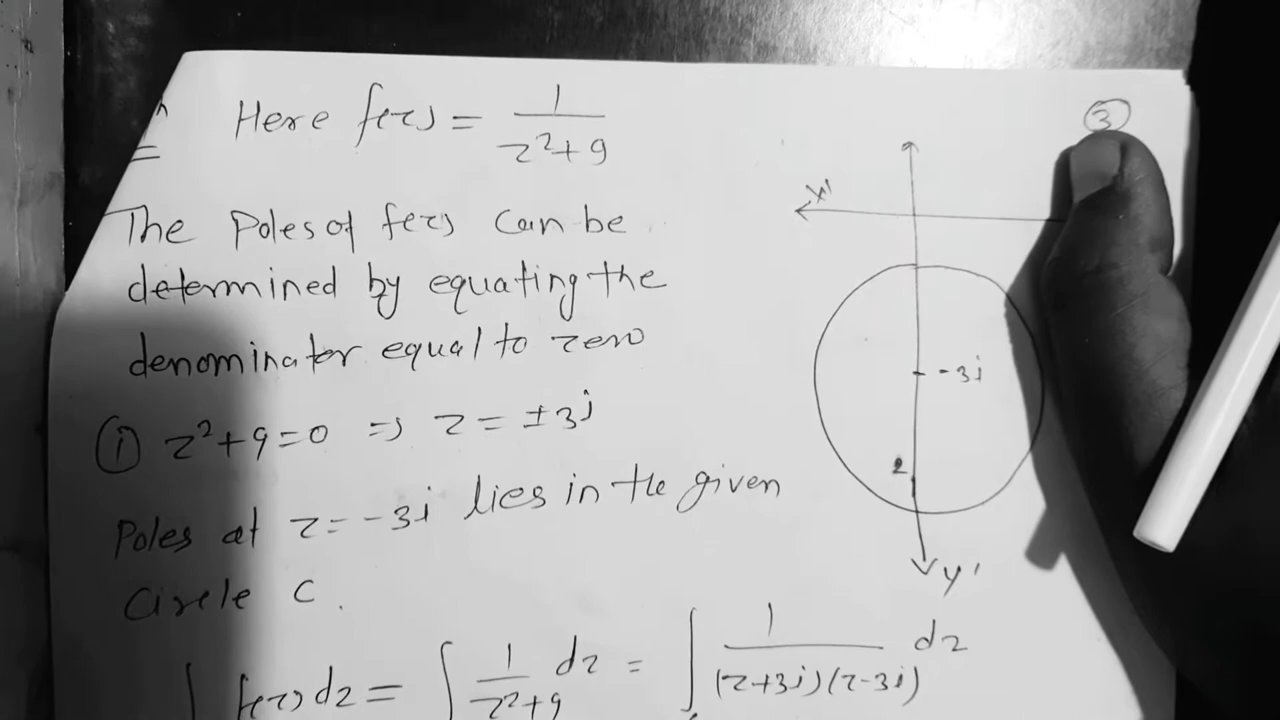 Here f(z) = 1/(z²+9)
=
The Poles of f(z) can be
determined by equating the
denominator equal to zero
① z²+9=0 => z = ±3i
Poles at z=-3i lies in the given
Circle C.
∫ f(z)dz = ∫ 1/(z²+9) dz = ∫ 1/((z+3i)(z-3i)) dz
③
X'
-3i
2
Y'